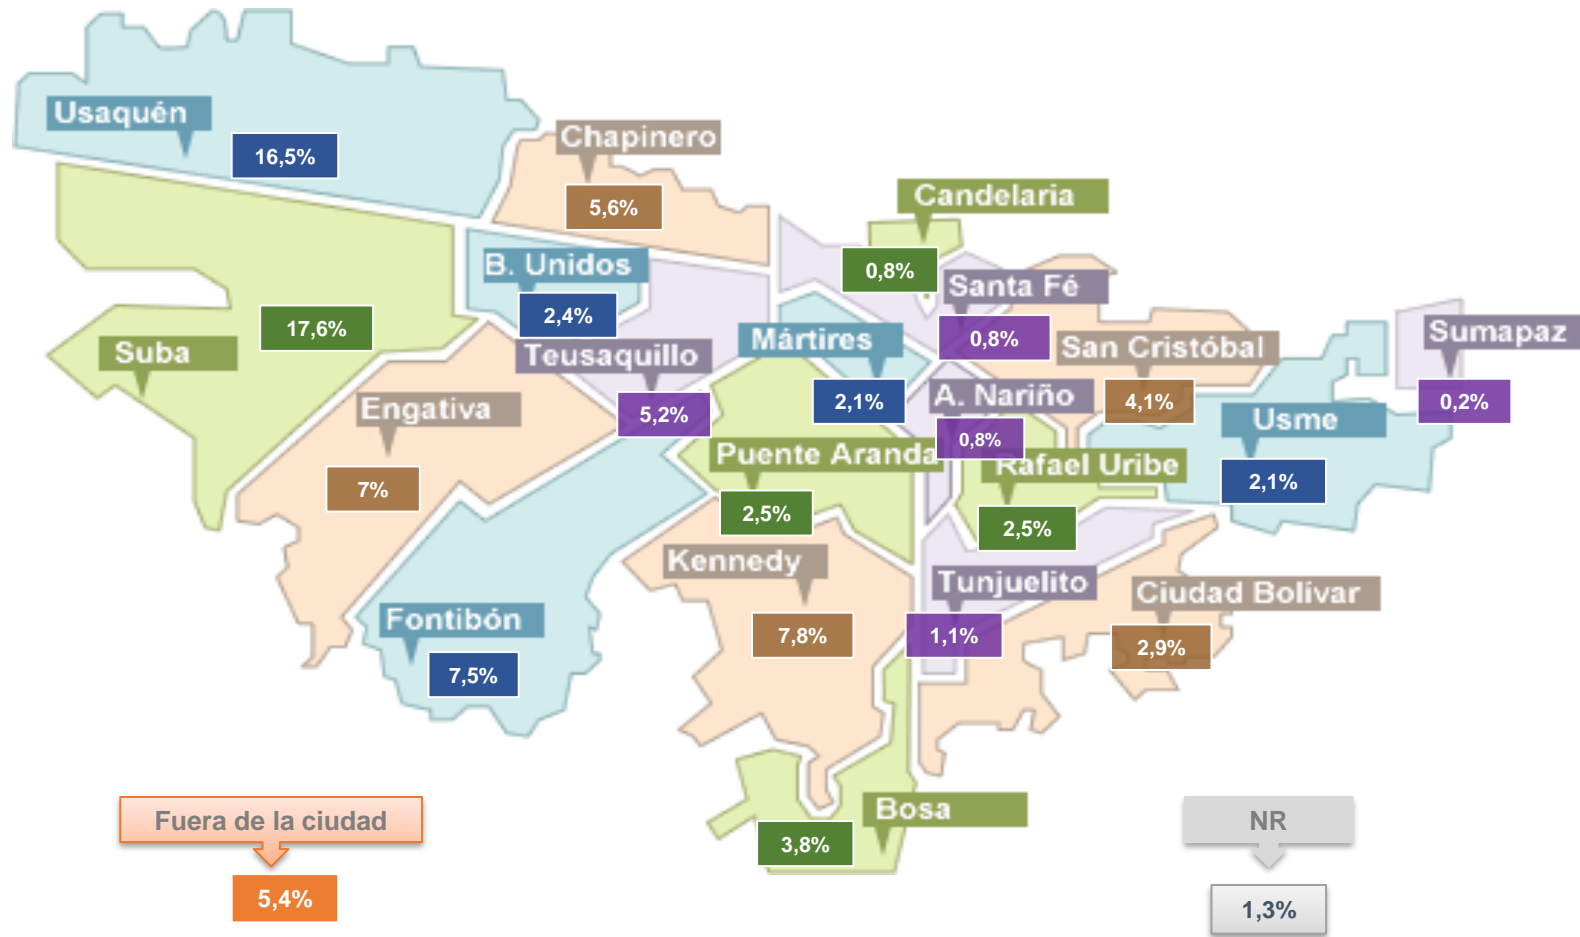 Usaquén
16,5%
Chapinero
5,6%
Candelaria
0,8%
B. Unidos
2,4%
Santa Fé
0,8%
Suba
17,6%
Teusaquillo
5,2%
Mártires
2,1%
San Cristóbal
4,1%
Sumapaz
0,2%
Engativa
7%
A. Nariño
0,8%
Usme
2,1%
Puente Aranda
2,5%
Rafael Uribe
2,5%
Kennedy
7,8%
Tunjuelito
1,1%
Ciudad Bolívar
2,9%
Fontibón
7,5%
Bosa
3,8%
Fuera de la ciudad
5,4%
NR
1,3%